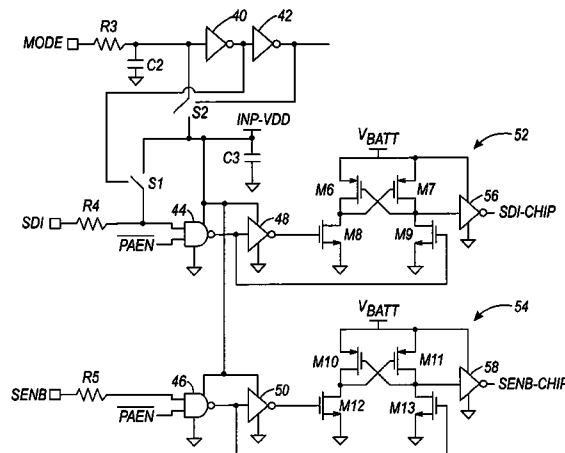 40
42
MODE
R3
C2
S2
INP-VDD
C3
S1
VBATT
52
M6
M7
SDI
R4
44
48
56
SDI-CHIP
PAEN
M8
M9
VBATT
54
M10
M11
SENB
R5
46
50
58
SENB-CHIP
PAEN
M12
M13